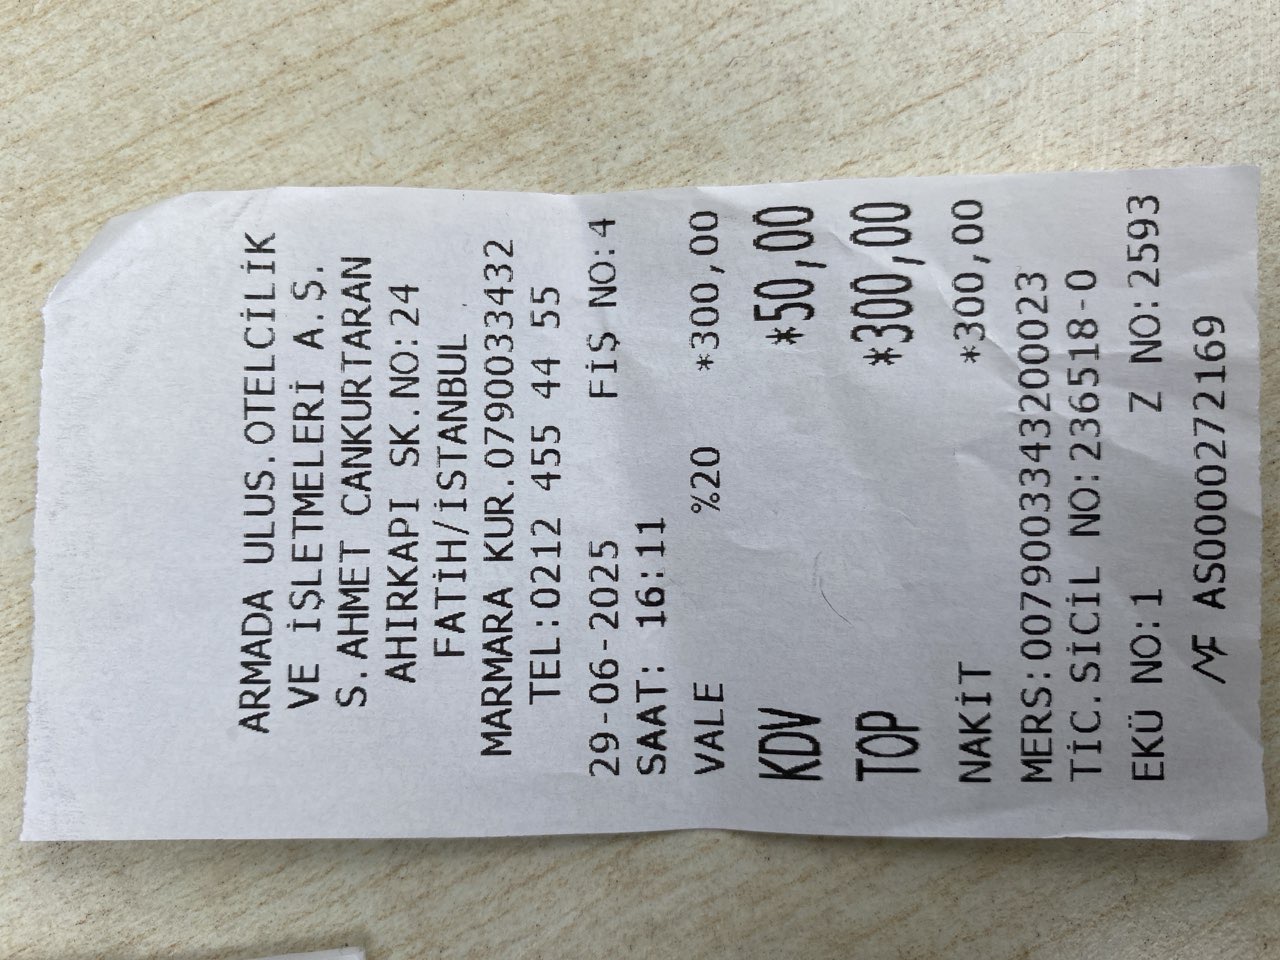 ARMADA ULUS.OTELCİLİK
VE İŞLETMELERİ A.Ş.
S.AHMET CANKURTARAN
AHIRKAPI SK.NO:24
FATİH/İSTANBUL
MARMARA KUR.0790033432
TEL:0212 455 44 55
29-06-2025 FİŞ NO:4
SAAT: 16:11
VALE %20 *300,00
KDV *50,00
TOP *300,00
NAKİT *300,00
MERS:0079003343200023
TİC.SİCİL NO:236518-0
EKÜ NO:1 Z NO:2593
MF AS0000272169